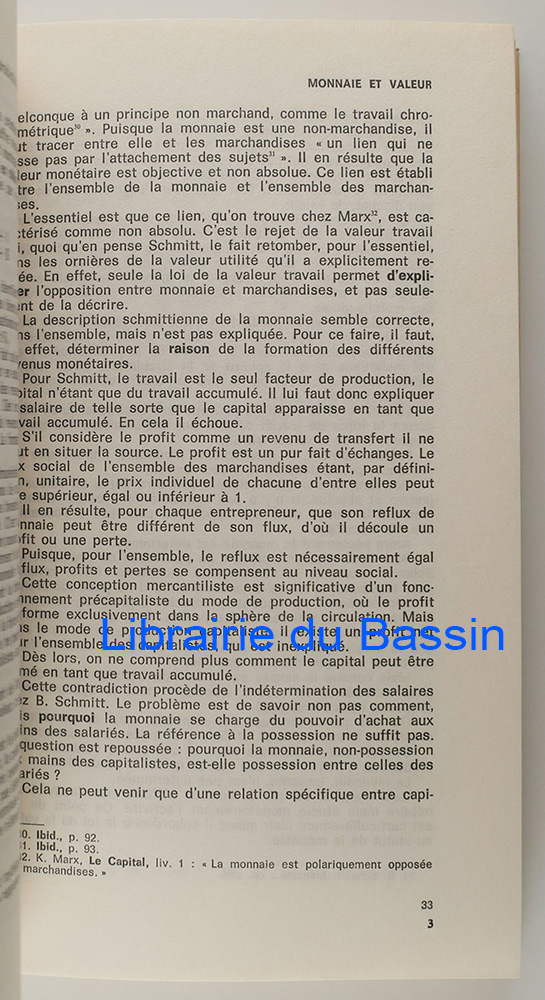 MONNAIE ET VALEUR
elconque à un principe non marchand, comme le travail chro-
métrique³⁰ ». Puisque la monnaie est une non-marchandise, il
ut tracer entre elle et les marchandises « un lien qui ne
sse pas par l'attachement des sujets³¹ ». Il en résulte que la
leur monétaire est objective et non absolue. Ce lien est établi
tre l'ensemble de la monnaie et l'ensemble des marchan-
ses.
L'essentiel est que ce lien, qu'on trouve chez Marx³², est ca-
ctérisé comme non absolu. C'est le rejet de la valeur travail
i, quoi qu'en pense Schmitt, le fait retomber, pour l'essentiel,
ns les ornières de la valeur utilité qu'il a explicitement re-
ée. En effet, seule la loi de la valeur travail permet d'expli-
er l'opposition entre monnaie et marchandises, et pas seule-
ent de la décrire.
La description schmittienne de la monnaie semble correcte,
ns l'ensemble, mais n'est pas expliquée. Pour ce faire, il faut,
effet, déterminer la raison de la formation des différents
venus monétaires.
Pour Schmitt, le travail est le seul facteur de production, le
pital n'étant que du travail accumulé. Il lui faut donc expliquer
salaire de telle sorte que le capital apparaisse en tant que
avail accumulé. En cela il échoue.
S'il considère le profit comme un revenu de transfert il ne
ut en situer la source. Le profit est un pur fait d'échanges. Le
x social de l'ensemble des marchandises étant, par défini-
n, unitaire, le prix individuel de chacune d'entre elles peut
e supérieur, égal ou inférieur à 1.
Il en résulte, pour chaque entrepreneur, que son reflux de
onnaie peut être différent de son flux, d'où il découle un
ofit ou une perte.
Puisque, pour l'ensemble, le reflux est nécessairement égal
flux, profits et pertes se compensent au niveau social.
Cette conception mercantiliste est significative d'un fonc-
nnement précapitaliste du mode de production, où le profit
forme exclusivement dans la sphère de la circulation. Mais
ns le mode de production capitaliste il existe un profit net
ur l'ensemble des capitalistes, qui est inexpliqué.
Librairie du Bassin
Dès lors, on ne comprend plus comment le capital peut être
mé en tant que travail accumulé.
Cette contradiction procède de l'indétermination des salaires
ez B. Schmitt. Le problème est de savoir non pas comment,
is pourquoi la monnaie se charge du pouvoir d'achat aux
ins des salariés. La référence à la possession ne suffit pas.
question est repoussée : pourquoi la monnaie, non-possession
x mains des capitalistes, est-elle possession entre celles des
ariés ?
Cela ne peut venir que d'une relation spécifique entre capi-
30. Ibid., p. 92.
31. Ibid., p. 93.
32. K. Marx, Le Capital, liv. 1 : « La monnaie est polariquement opposée
marchandises. »
33
3